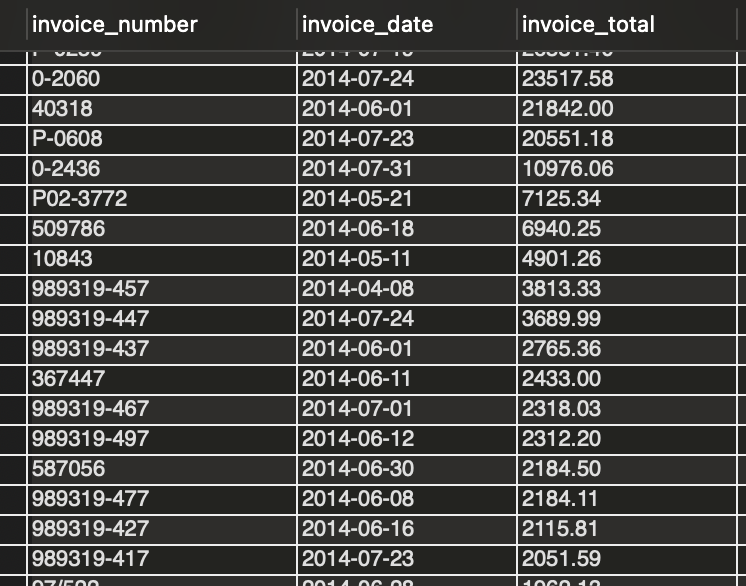 invoice_number invoice_date invoice_total
0-2060 2014-07-24 23517.58
40318 2014-06-01 21842.00
P-0608 2014-07-23 20551.18
0-2436 2014-07-31 10976.06
P02-3772 2014-05-21 7125.34
509786 2014-06-18 6940.25
10843 2014-05-11 4901.26
989319-457 2014-04-08 3813.33
989319-447 2014-07-24 3689.99
989319-437 2014-06-01 2765.36
367447 2014-06-11 2433.00
989319-467 2014-07-01 2318.03
989319-497 2014-06-12 2312.20
587056 2014-06-30 2184.50
989319-477 2014-06-08 2184.11
989319-427 2014-06-16 2115.81
989319-417 2014-07-23 2051.59